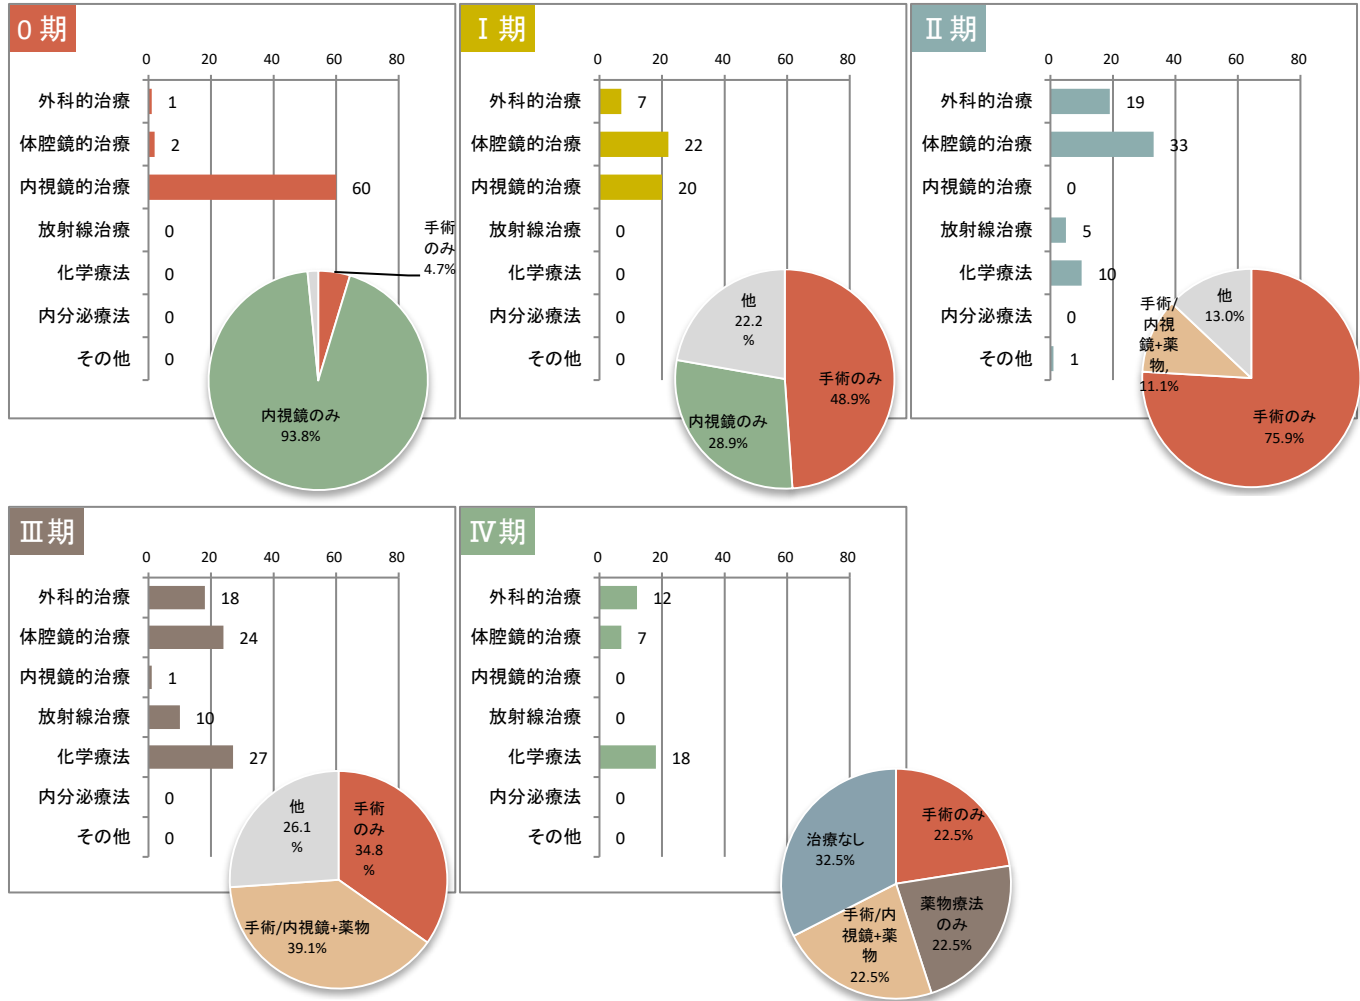 0 期
0 20 40 60 80
外科的治療 1
体腔鏡的治療 2
内視鏡的治療 60
放射線治療 0
化学療法 0
内分泌療法 0
その他 0
手術
のみ
4.7%
内視鏡のみ
93.8%
Ⅰ 期
0 20 40 60 80
外科的治療 7
体腔鏡的治療 22
内視鏡的治療 20
放射線治療 0
化学療法 0
内分泌療法 0
その他 0
他
22.2
%
手術のみ
48.9%
内視鏡のみ
28.9%
Ⅱ 期
0 20 40 60 80
外科的治療 19
体腔鏡的治療 33
内視鏡的治療 0
放射線治療 5
化学療法 10
内分泌療法 0
その他 1
手術/
内視
鏡+薬
物,
11.1%
他
13.0%
手術のみ
75.9%
Ⅲ 期
0 20 40 60 80
外科的治療 18
体腔鏡的治療 24
内視鏡的治療 1
放射線治療 10
化学療法 27
内分泌療法 0
その他 0
他
26.1
%
手術
のみ
34.8
%
手術/内視鏡+薬物
39.1%
Ⅳ 期
0 20 40 60 80
外科的治療 12
体腔鏡的治療 7
内視鏡的治療 0
放射線治療 0
化学療法 18
内分泌療法 0
その他 0
手術のみ
22.5%
治療なし
32.5%
薬物療法
のみ
22.5%
手術/内
視鏡+薬
物
22.5%